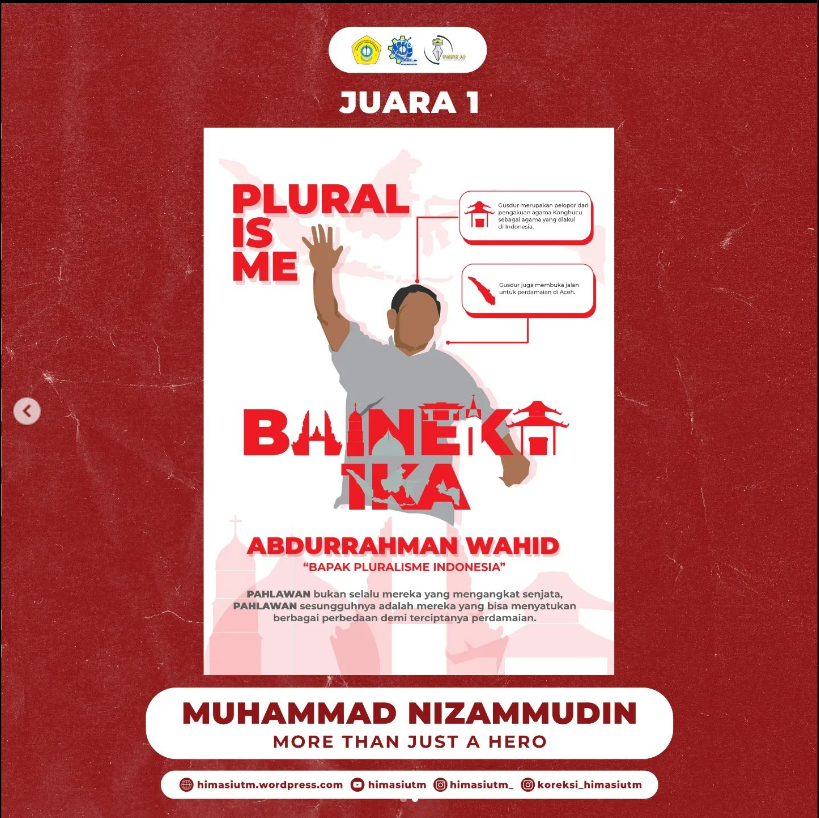 JUARA 1
PLURAL
IS
ME
Gusdur merupakan pelopor dari
pengakuan agama Konghucu
sebagai agama yang diakui
di Indonesia.
Gusdur juga membuka jalan
untuk perdamaian di Aceh.
BAINEKA
IKA
ABDURRAHMAN WAHID
“BAPAK PLURALISME INDONESIA”
PAHLAWAN bukan selalu mereka yang mengangkat senjata,
PAHLAWAN sesungguhnya adalah mereka yang bisa menyatukan
berbagai perbedaan demi terciptanya perdamaian.
MUHAMMAD NIZAMMUDIN
MORE THAN JUST A HERO
himasiutm.wordpress.com himasiutm himasiutm_ koreksi_himasiutm